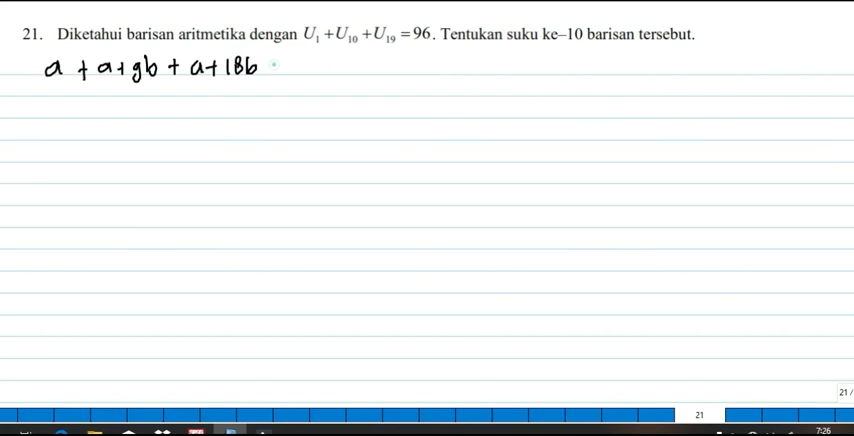 21. Diketahui barisan aritmetika dengan U₁ + U₁₀ + U₁₉ = 96. Tentukan suku ke–10 barisan tersebut.
a + a+9b + a+18b
21 /
21
7:26